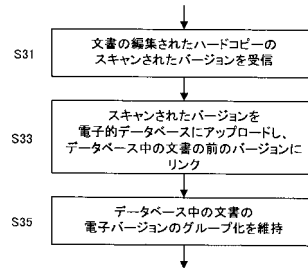 S31
文書の編集されたハードコピーの
スキャンされたバージョンを受信
S33
スキャンされたバージョンを
電子的データベースにアップロードし、
データベース中の文書の前のバージョンに
リンク
S35
データベース中の文書の
電子バージョンのグループ化を維持